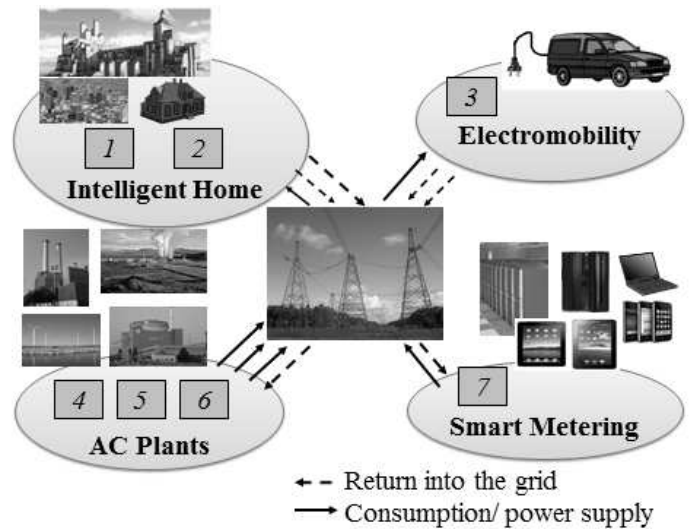 3
Electromobility
1 2
Intelligent Home
4 5 6
AC Plants
7
Smart Metering
Return into the grid
Consumption/ power supply